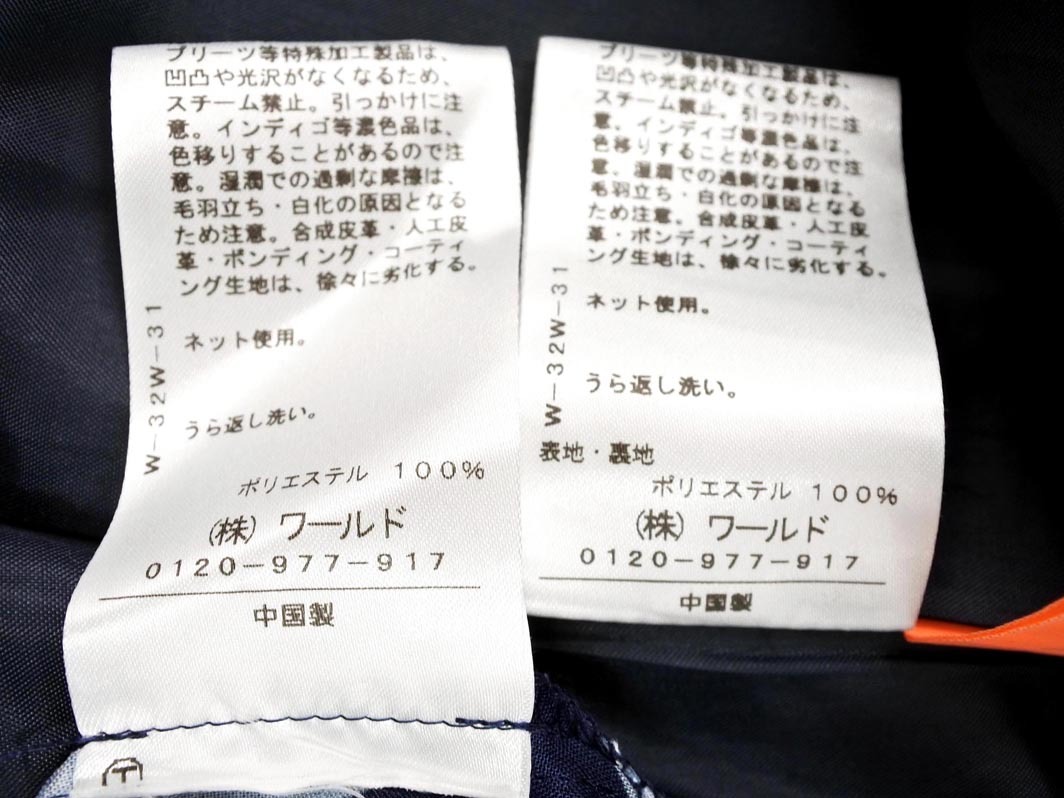 プリーツ等特殊加工製品は、
凹凸や光沢がなくなるため、
スチーム禁止。引っかけに注
意。インディゴ等濃色品は、
色移りすることがあるので注
意。湿潤での過剰な摩擦は、
毛羽立ち・白化の原因となる
ため注意。合成皮革・人工皮
革・ボンディング・コーティ
ング生地は、徐々に劣化する。
ネット使用。
うら返し洗い。
W-32W-31
ポリエステル 100%
(株)ワールド
0120-977-917
中国製
T
プリーツ等特殊加工製品は、
凹凸や光沢がなくなるため、
スチーム禁止。引っかけに注
意。インディゴ等濃色品は、
色移りすることがあるので注
意。湿潤での過剰な摩擦は、
毛羽立ち・白化の原因となる
ため注意。合成皮革・人工皮
革・ボンディング・コーティ
ング生地は、徐々に劣化する。
ネット使用。
うら返し洗い。
W-32W-31
表地・裏地
ポリエステル 100%
(株)ワールド
0120-977-917
中国製